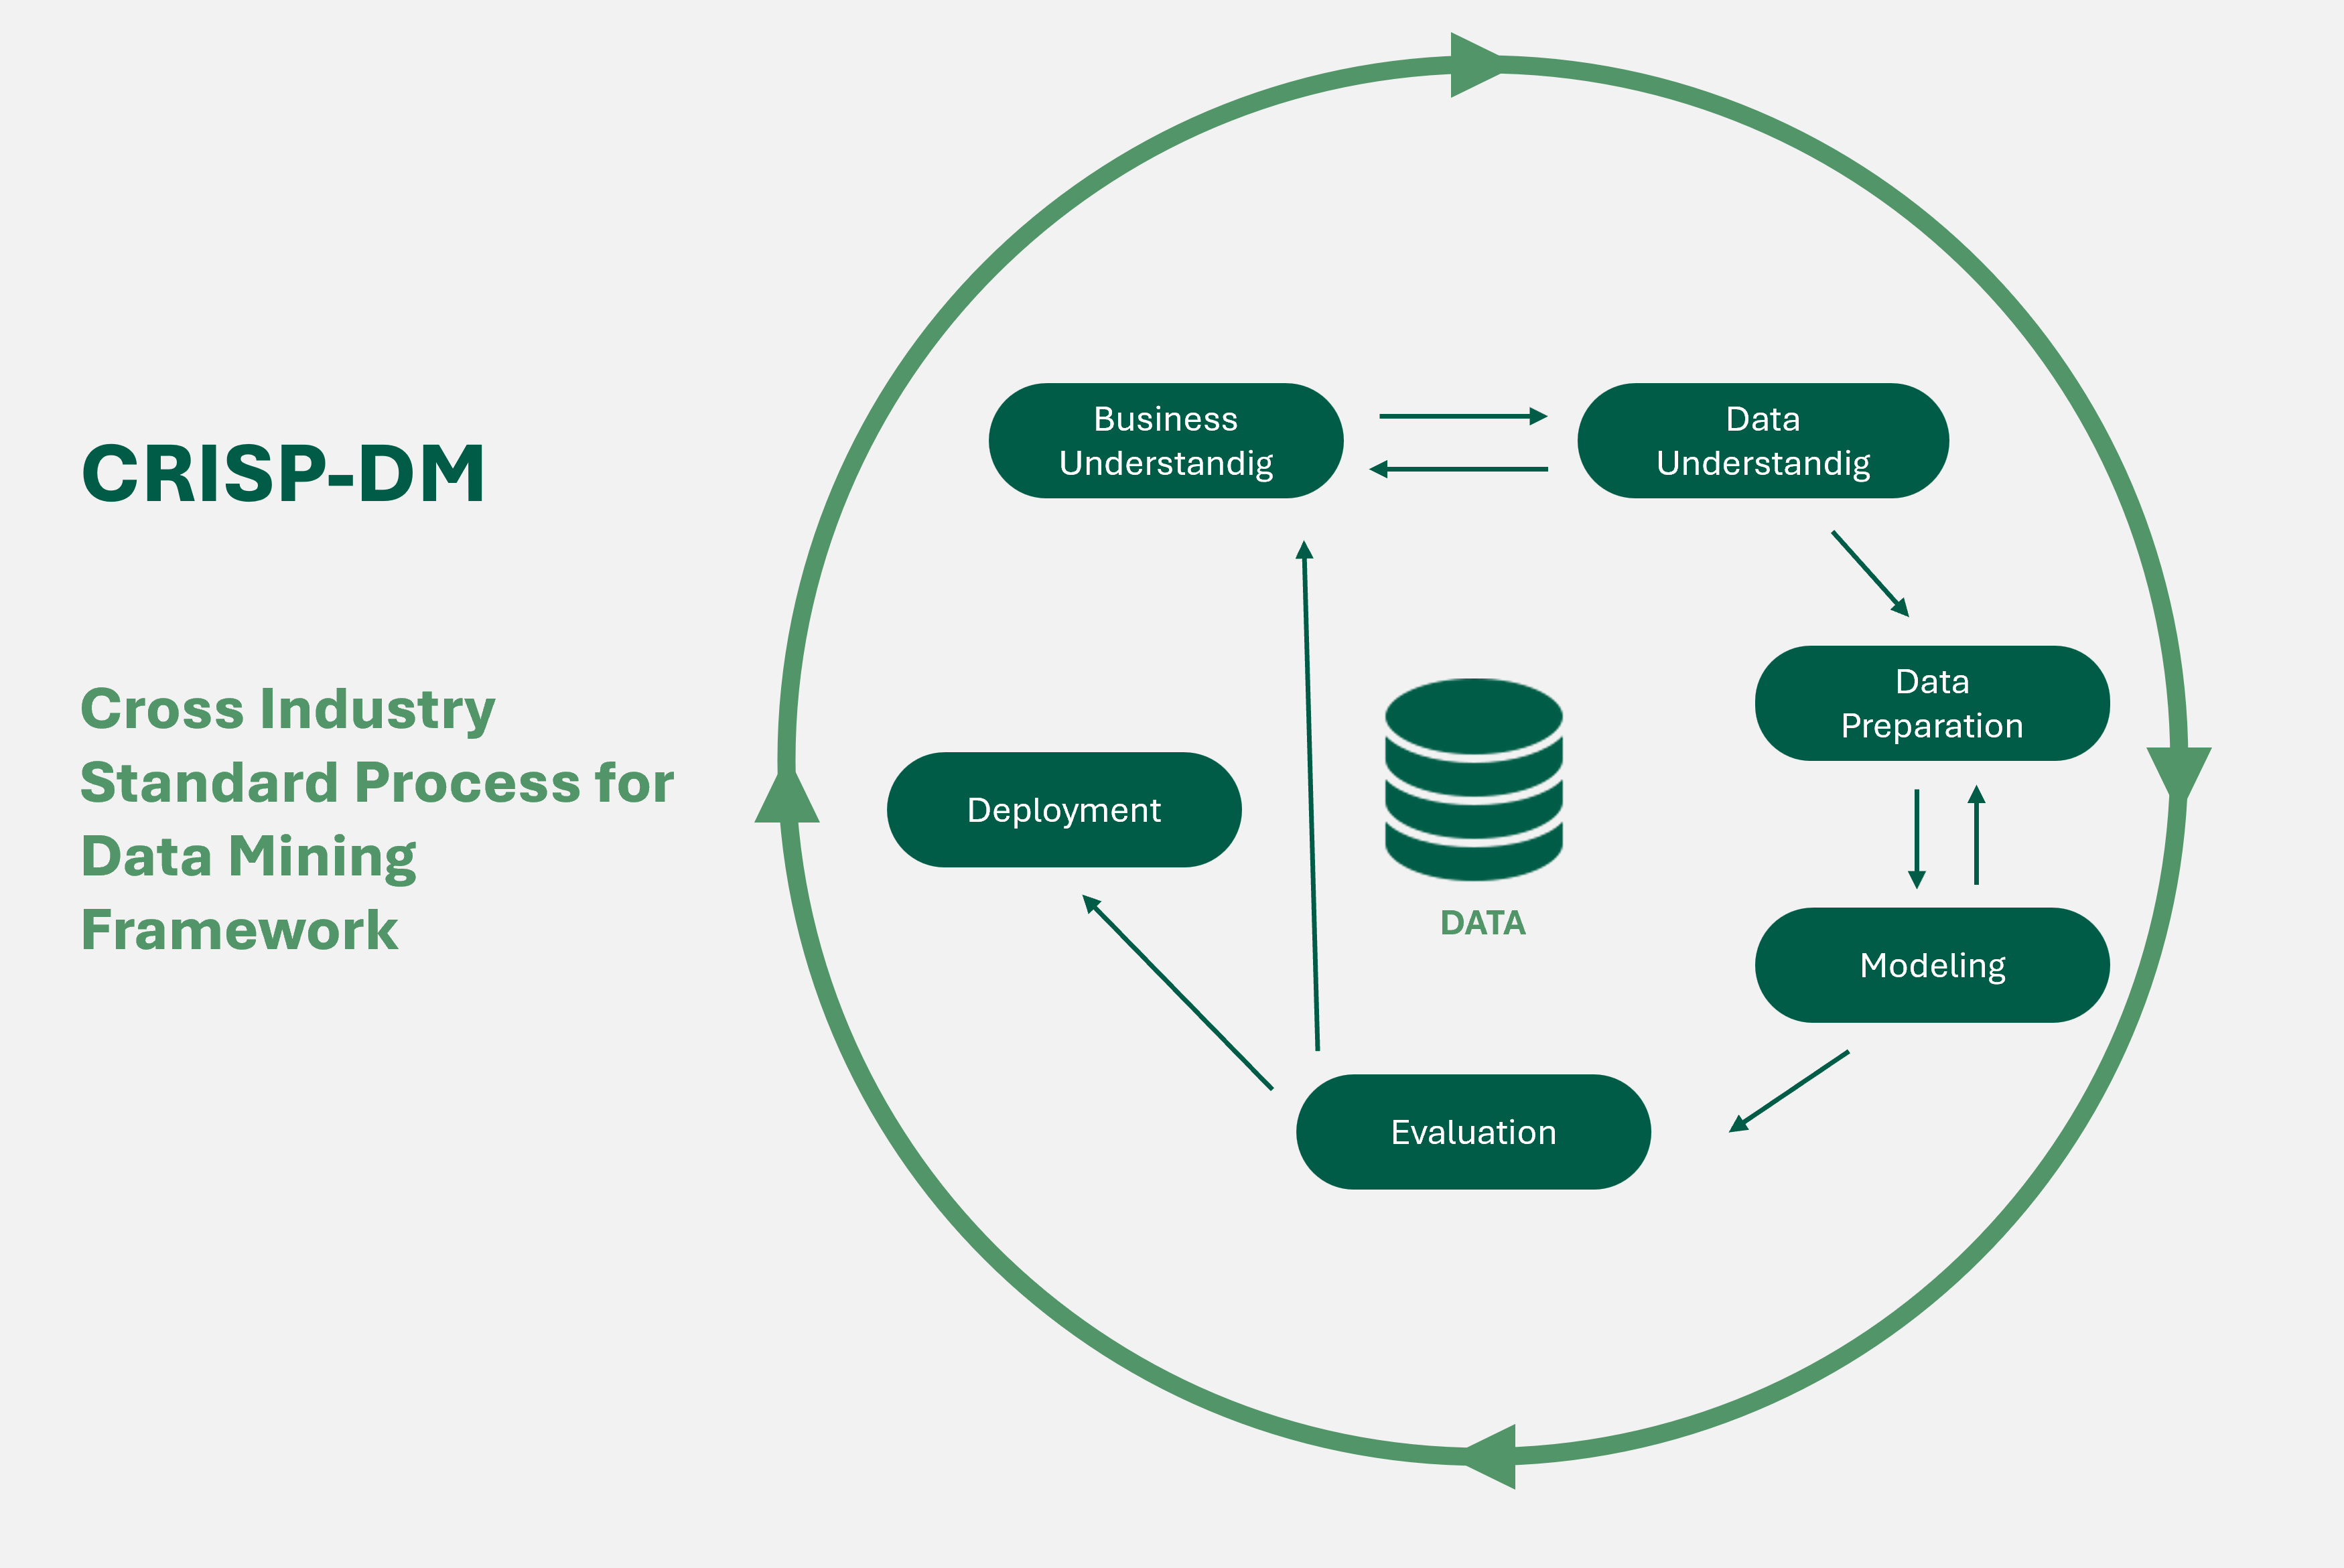 CRISP-DM
Cross Industry
Standard Process for
Data Mining
Framework
Business
Understandig
Data
Understandig
Data
Preparation
Deployment
DATA
Modeling
Evaluation